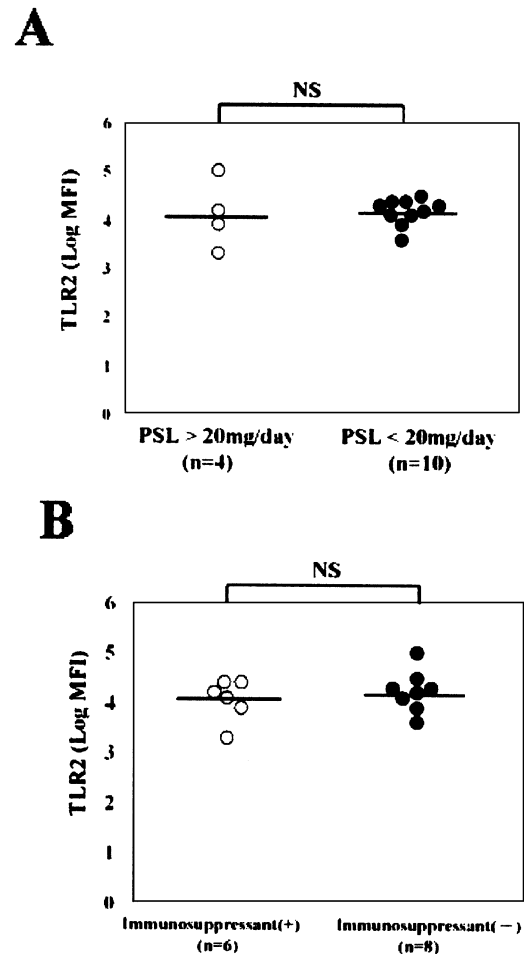 A
NS
TLR2 (Log MFI)
6
5
4
3
2
1
0
PSL > 20mg/day
(n=4)
PSL < 20mg/day
(n=10)
B
NS
TLR2 (Log MFI)
6
5
4
3
2
1
0
Immunosuppressant(+)
(n=6)
Immunosuppressant(−)
(n=8)